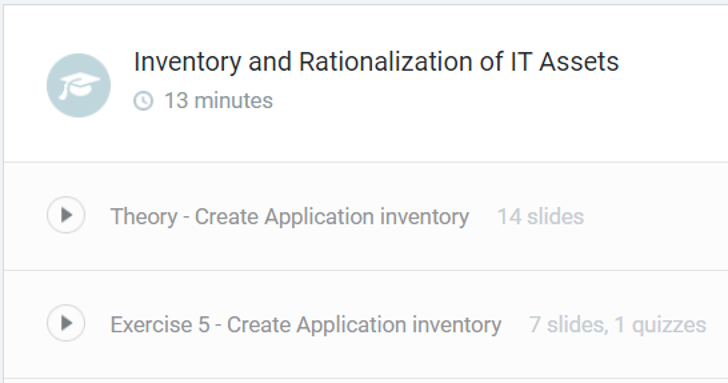 Inventory and Rationalization of IT Assets
13 minutes
Theory - Create Application inventory 14 slides
Exercise 5 - Create Application inventory 7 slides, 1 quizzes